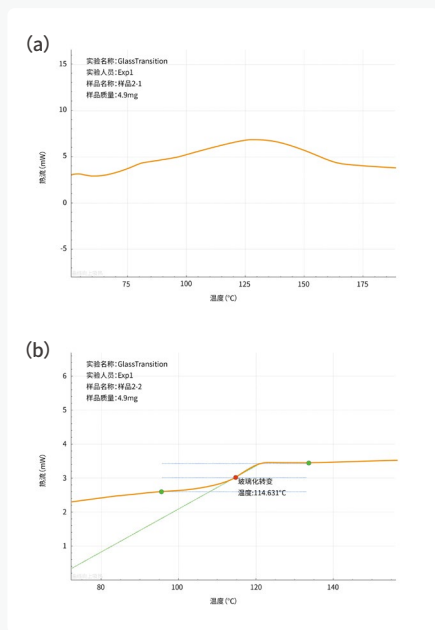 (a)
实验名称:GlassTransition
实验人员:Exp1
样品名称:样品2-1
样品质量:4.9mg
15
10
5
0
-5
热流(mW)
75
100
125
150
175
温度(℃)
(b)
实验名称:GlassTransition
实验人员:Exp1
样品名称:样品2-2
样品质量:4.9mg
6
5
4
3
2
1
热流(mW)
玻璃化转变
温度:114.631℃
80
100
120
140
温度(℃)